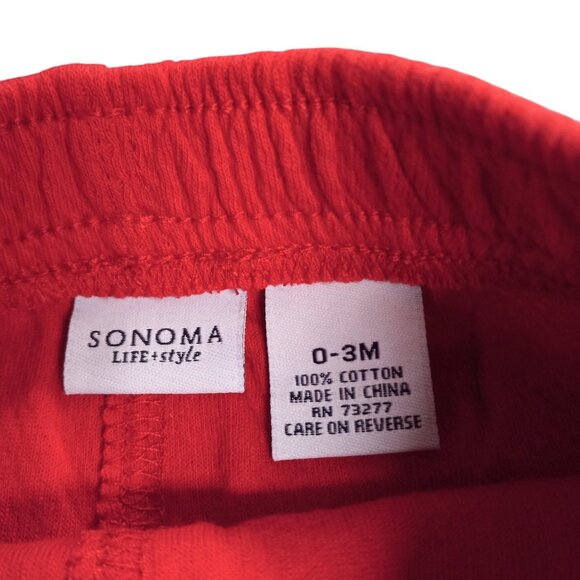 SONOMA
LIFE+style
0-3M
100% COTTON
MADE IN CHINA
RN 73277
CARE ON REVERSE